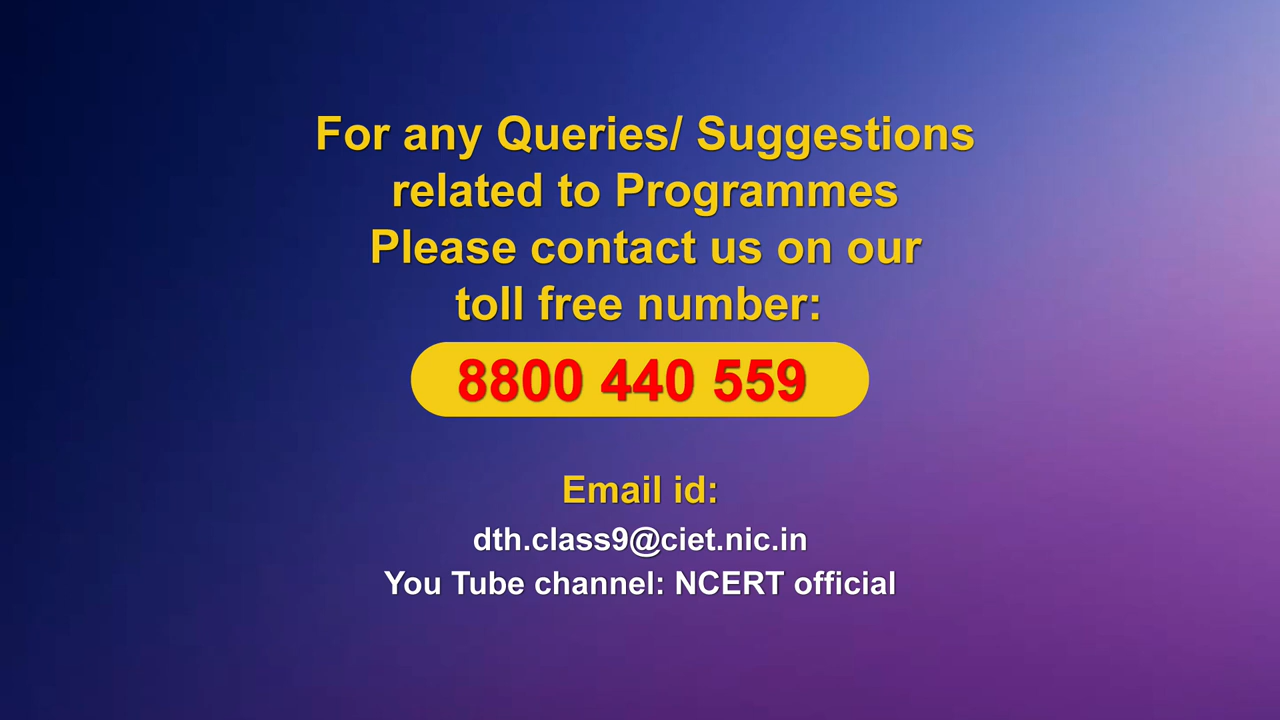 For any Queries/ Suggestions
related to Programmes
Please contact us on our
toll free number:
8800 440 559
Email id:
dth.class9@ciet.nic.in
You Tube channel: NCERT official